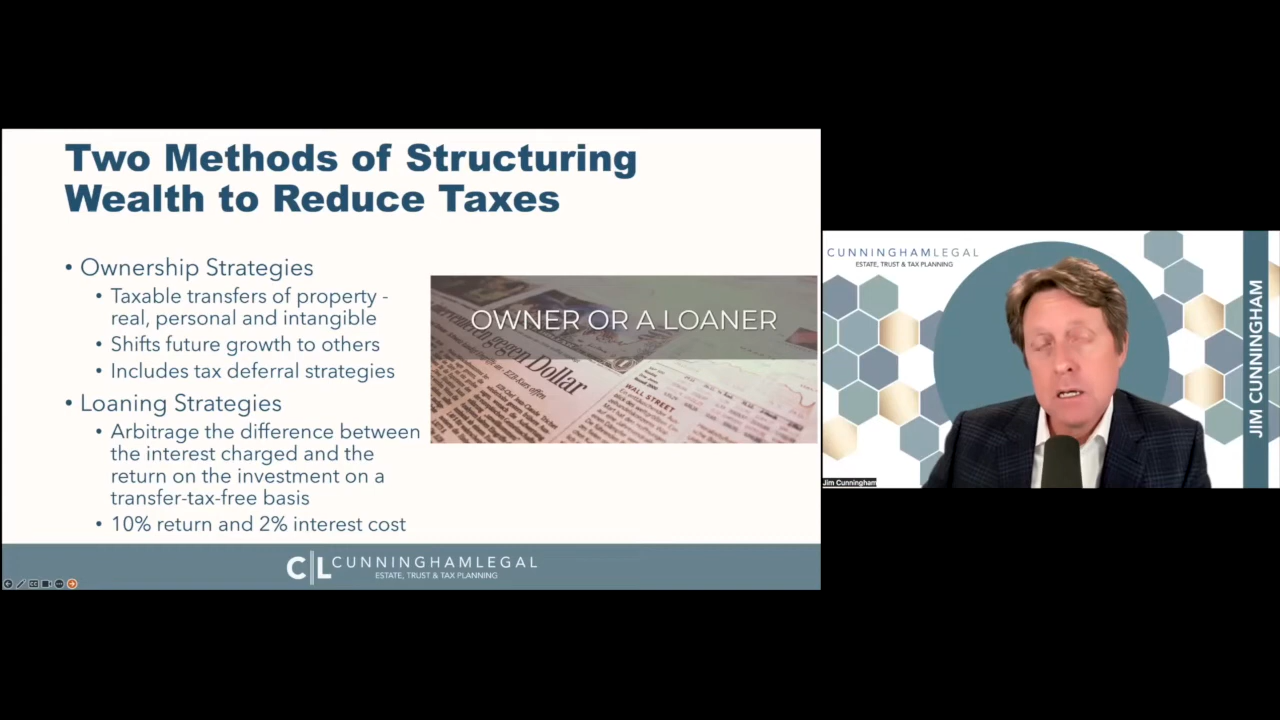 Two Methods of Structuring
Wealth to Reduce Taxes
• Ownership Strategies
• Taxable transfers of property -
real, personal and intangible
• Shifts future growth to others
• Includes tax deferral strategies
• Loaning Strategies
• Arbitrage the difference between
the interest charged and the
return on the investment on a
transfer-tax-free basis
• 10% return and 2% interest cost
OWNER OR A LOANER
gegen
Dollar
WALL STREET
CL CUNNINGHAMLEGAL
ESTATE, TRUST & TAX PLANNING
CUNNINGHAMLEGAL
ESTATE, TRUST & TAX PLANNING
JIM CUNNINGHAM
Jim Cunningham